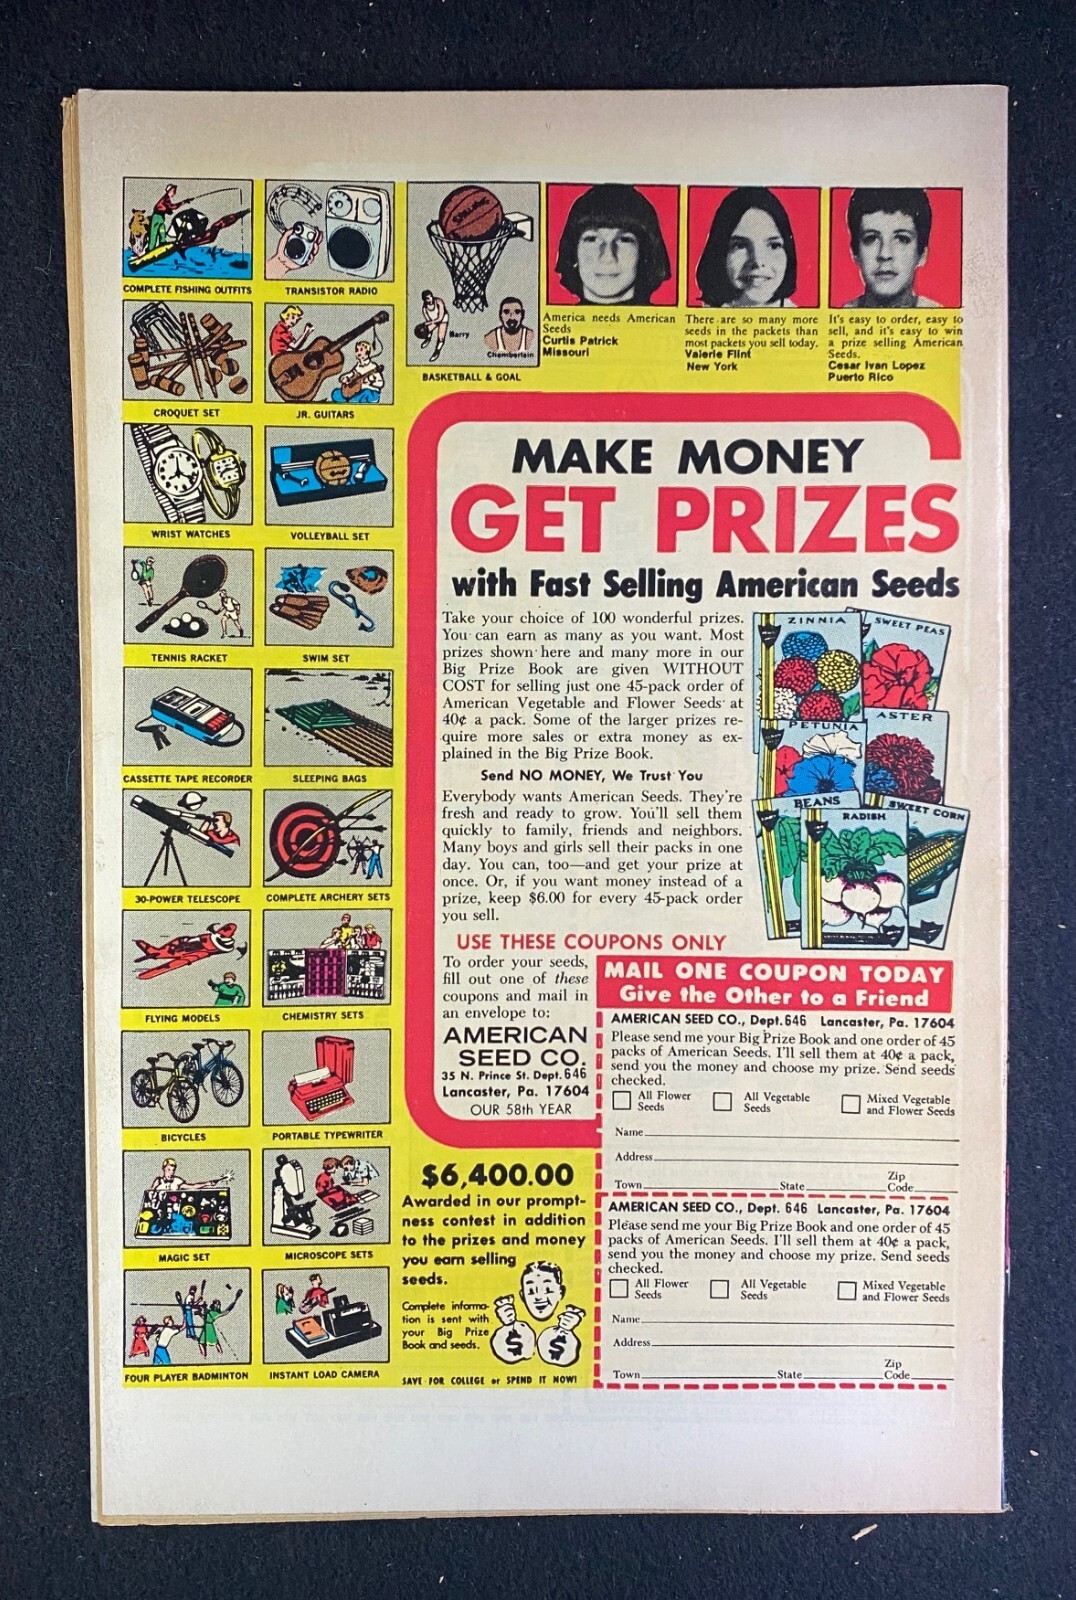 COMPLETE FISHING OUTFITS
TRANSISTOR RADIO
CROQUET SET
JR. GUITARS
WRIST WATCHES
VOLLEYBALL SET
TENNIS RACKET
SWIM SET
CASSETTE TAPE RECORDER
SLEEPING BAGS
30-POWER TELESCOPE
COMPLETE ARCHERY SETS
FLYING MODELS
CHEMISTRY SETS
BICYCLES
PORTABLE TYPEWRITER
MAGIC SET
MICROSCOPE SETS
FOUR PLAYER BADMINTON
INSTANT LOAD CAMERA
SPALDING
Barry
Chamberlain
BASKETBALL & GOAL
America needs American
Seeds
Curtis Patrick
Missouri
There are so many more
seeds in the packets than
most packets you sell today.
Valerie Flint
New York
It's easy to order, easy to
sell, and it's easy to win
a prize selling American
Seeds.
Cesar Ivan Lopez
Puerto Rico
MAKE MONEY
GET PRIZES
with Fast Selling American Seeds
Take your choice of 100 wonderful prizes.
You can earn as many as you want. Most
prizes shown here and many more in our
Big Prize Book are given WITHOUT
COST for selling just one 45-pack order of
American Vegetable and Flower Seeds at
40¢ a pack. Some of the larger prizes re-
quire more sales or extra money as ex-
plained in the Big Prize Book.
Send NO MONEY, We Trust You
Everybody wants American Seeds. They're
fresh and ready to grow. You'll sell them
quickly to family, friends and neighbors.
Many boys and girls sell their packs in one
day. You can, too—and get your prize at
once. Or, if you want money instead of a
prize, keep $6.00 for every 45-pack order
you sell.
ZINNIA
SWEET PEAS
PETUNIA
ASTER
BEANS
RADISH
SWEET CORN
USE THESE COUPONS ONLY
To order your seeds,
fill out one of these
coupons and mail in
an envelope to:
AMERICAN
SEED CO.
35 N. Prince St. Dept. 646
Lancaster, Pa. 17604
OUR 58th YEAR
$6,400.00
Awarded in our prompt-
ness contest in addition
to the prizes and money
you earn selling
seeds.
Complete informa-
tion is sent with
your Big Prize
Book and seeds.
$ $
SAVE FOR COLLEGE or SPEND IT NOW!
MAIL ONE COUPON TODAY
Give the Other to a Friend
AMERICAN SEED CO., Dept. 646 Lancaster, Pa. 17604
Please send me your Big Prize Book and one order of 45
packs of American Seeds. I'll sell them at 40¢ a pack,
send you the money and choose my prize. Send seeds
checked.
All Flower
Seeds
All Vegetable
Seeds
Mixed Vegetable
and Flower Seeds
Name
Address
Zip
Town State Code
AMERICAN SEED CO., Dept. 646 Lancaster, Pa. 17604
Please send me your Big Prize Book and one order of 45
packs of American Seeds. I'll sell them at 40¢ a pack,
send you the money and choose my prize. Send seeds
checked.
All Flower
Seeds
All Vegetable
Seeds
Mixed Vegetable
and Flower Seeds
Name
Address
Zip
Town State Code